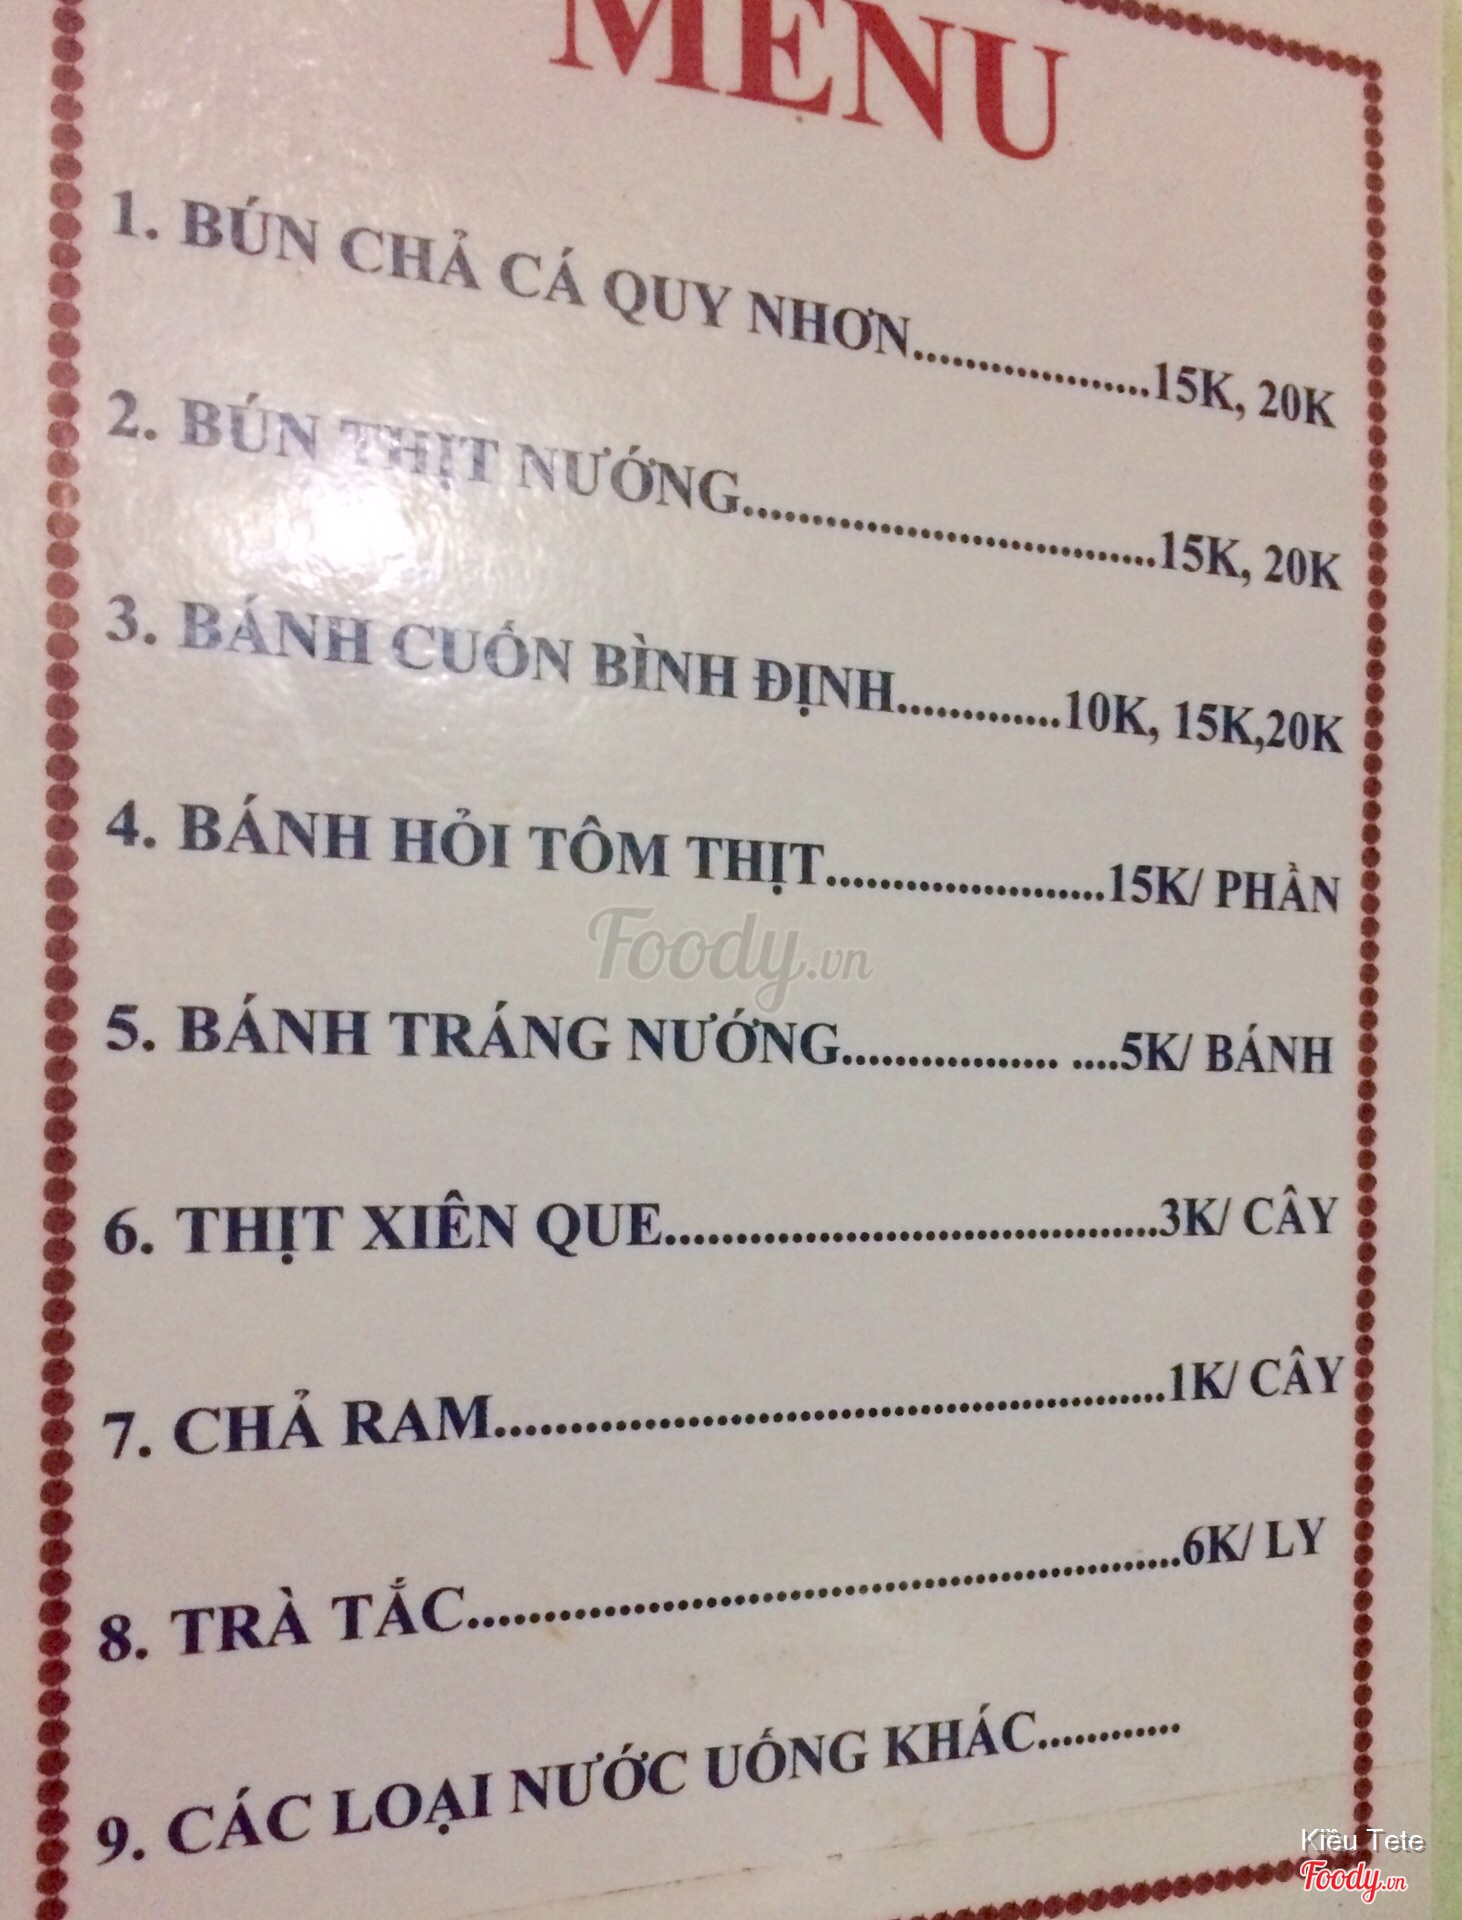 MENU
1. BÚN CHẢ CÁ QUY NHƠN..................15K, 20K
2. BÚN THỊT NƯỚNG..............................15K, 20K
3. BÁNH CUỐN BÌNH ĐỊNH.............10K, 15K,20K
4. BÁNH HỎI TÔM THỊT.....................15K/ PHẦN
Foody.vn
5. BÁNH TRÁNG NƯỚNG................. ....5K/ BÁNH
6. THỊT XIÊN QUE.....................................3K/ CÂY
7. CHẢ RAM..................................................1K/ CÂY
8. TRÀ TẮC....................................................6K/ LY
9. CÁC LOẠI NƯỚC UỐNG KHÁC............
Kiều Tete
Foody.vn